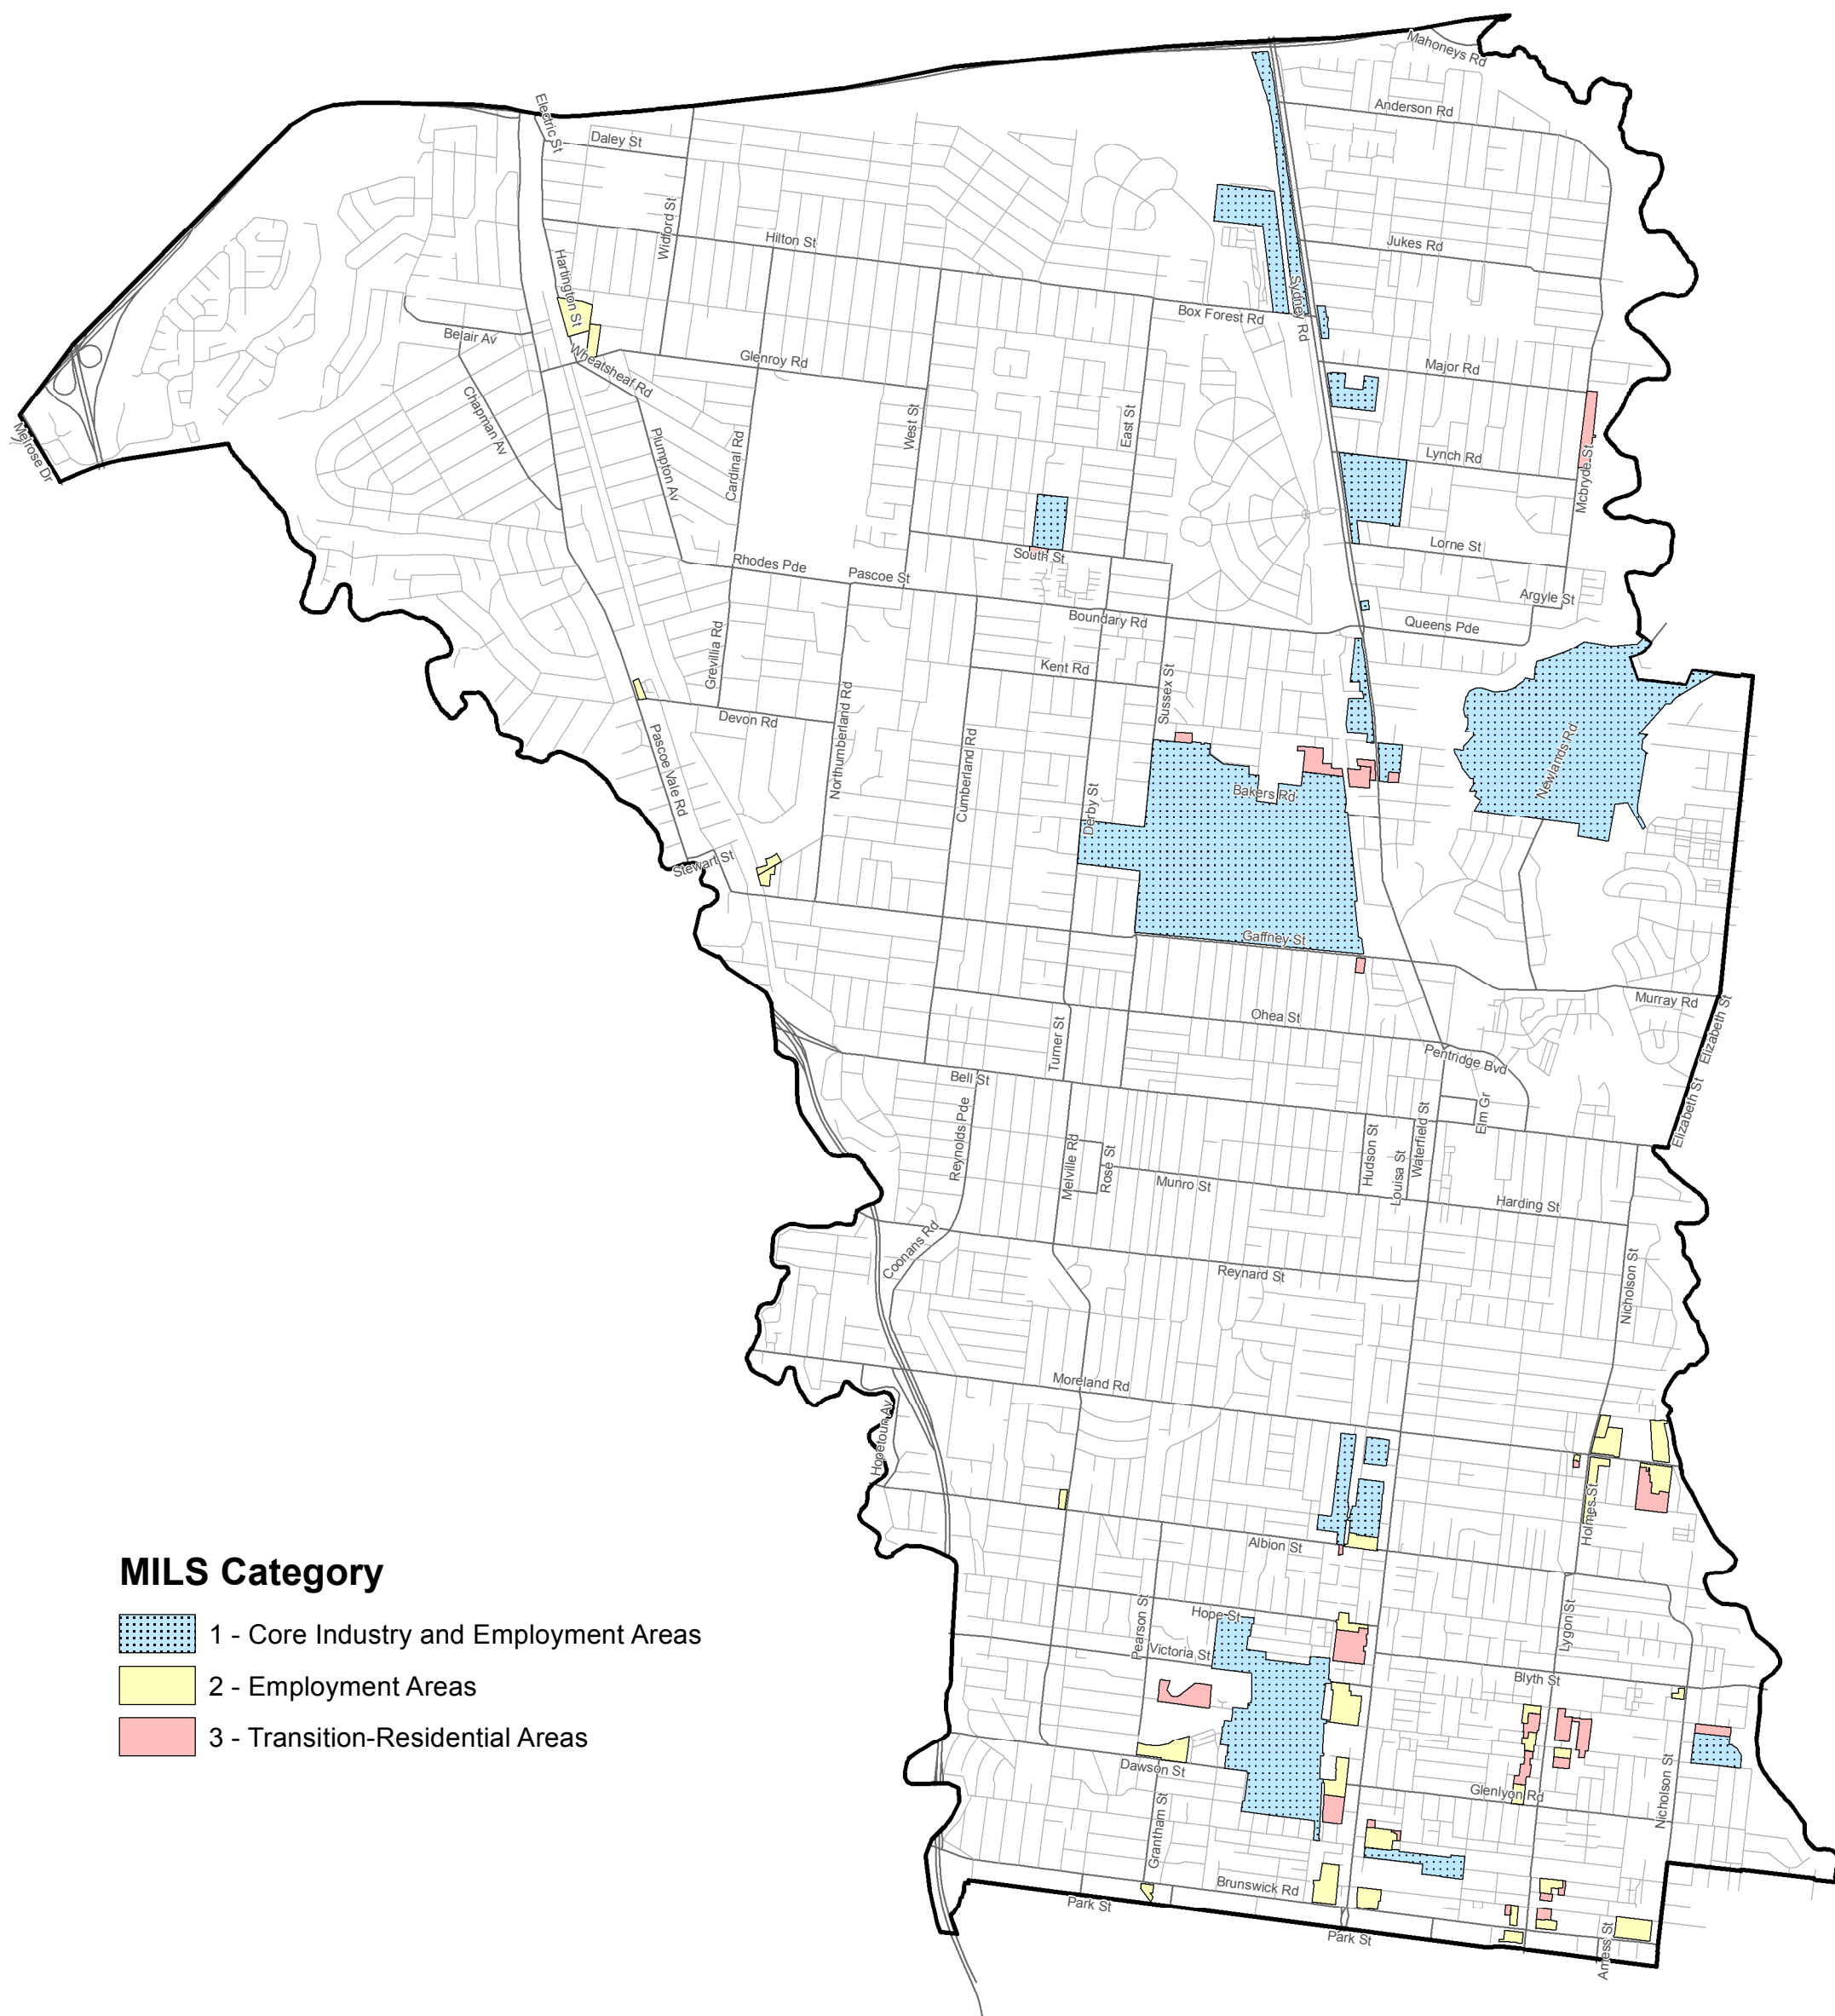 Mahoneys Rd
Electric St
Daley St
Anderson Rd
Widford St
Hilton St
Jukes Rd
Hartington St
Sydney Rd
Box Forest Rd
Belair Av
Wheatsheaf Rd
Glenroy Rd
Major Rd
Chapman Av
Melrose Dr
Plumpton Av
Cardinal Rd
West St
East St
Lynch Rd
Mcbryde St
South St
Lorne St
Rhodes Pde
Pascoe St
Argyle St
Boundary Rd
Queens Pde
Grevillia Rd
Kent Rd
Sussex St
Devon Rd
Northumberland Rd
Pascoe Vale Rd
Cumberland Rd
Derby St
Bakers Rd
Newlands Rd
Stewart St
Gaffney St
Murray Rd
Elizabeth St
Ohea St
Turner St
Pentridge Bvd
Bell St
Elizabeth St
Reynolds Pde
Melville Rd
Rose St
Munro St
Hudson St
Louisa St
Waterfield St
Elm Gr
Harding St
Coonans Rd
Reynard St
Nicholson St
Moreland Rd
Hopetoun Av
Holmes St
Albion St
MILS Category
1 - Core Industry and Employment Areas
2 - Employment Areas
3 - Transition-Residential Areas
Pearson St
Hope St
Lygon St
Victoria St
Blyth St
Dawson St
Glenlyon Rd
Nicholson St
Grantham St
Brunswick Rd
Park St
Park St
Amess St